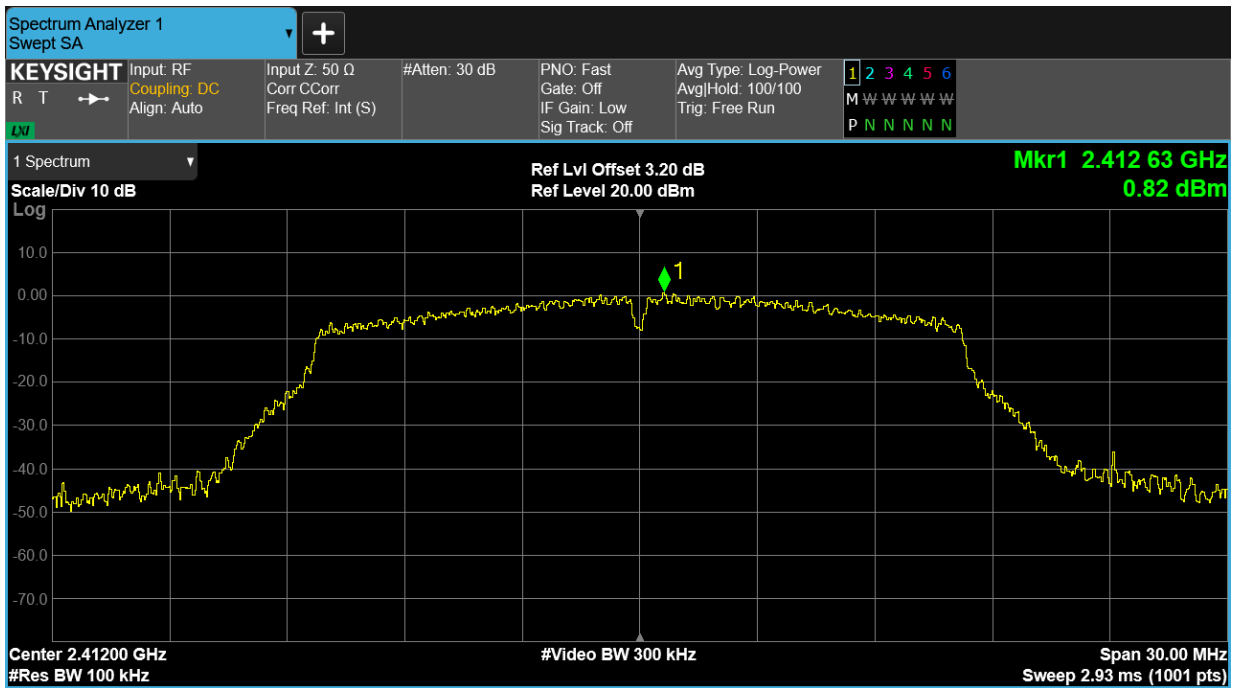 Spectrum Analyzer 1
Swept SA
+
KEYSIGHT
R T
LXI
Input: RF
Coupling: DC
Align: Auto
Input Z: 50 Ω
Corr CCorr
Freq Ref: Int (S)
#Atten: 30 dB
PNO: Fast
Gate: Off
IF Gain: Low
Sig Track: Off
Avg Type: Log-Power
Avg|Hold: 100/100
Trig: Free Run
1 2 3 4 5 6
M W W W W W
P N N N N N
1 Spectrum
Scale/Div 10 dB
Log
Ref Lvl Offset 3.20 dB
Ref Level 20.00 dBm
Mkr1 2.412 63 GHz
0.82 dBm
1
10.0
0.00
-10.0
-20.0
-30.0
-40.0
-50.0
-60.0
-70.0
Center 2.41200 GHz
#Res BW 100 kHz
#Video BW 300 kHz
Span 30.00 MHz
Sweep 2.93 ms (1001 pts)